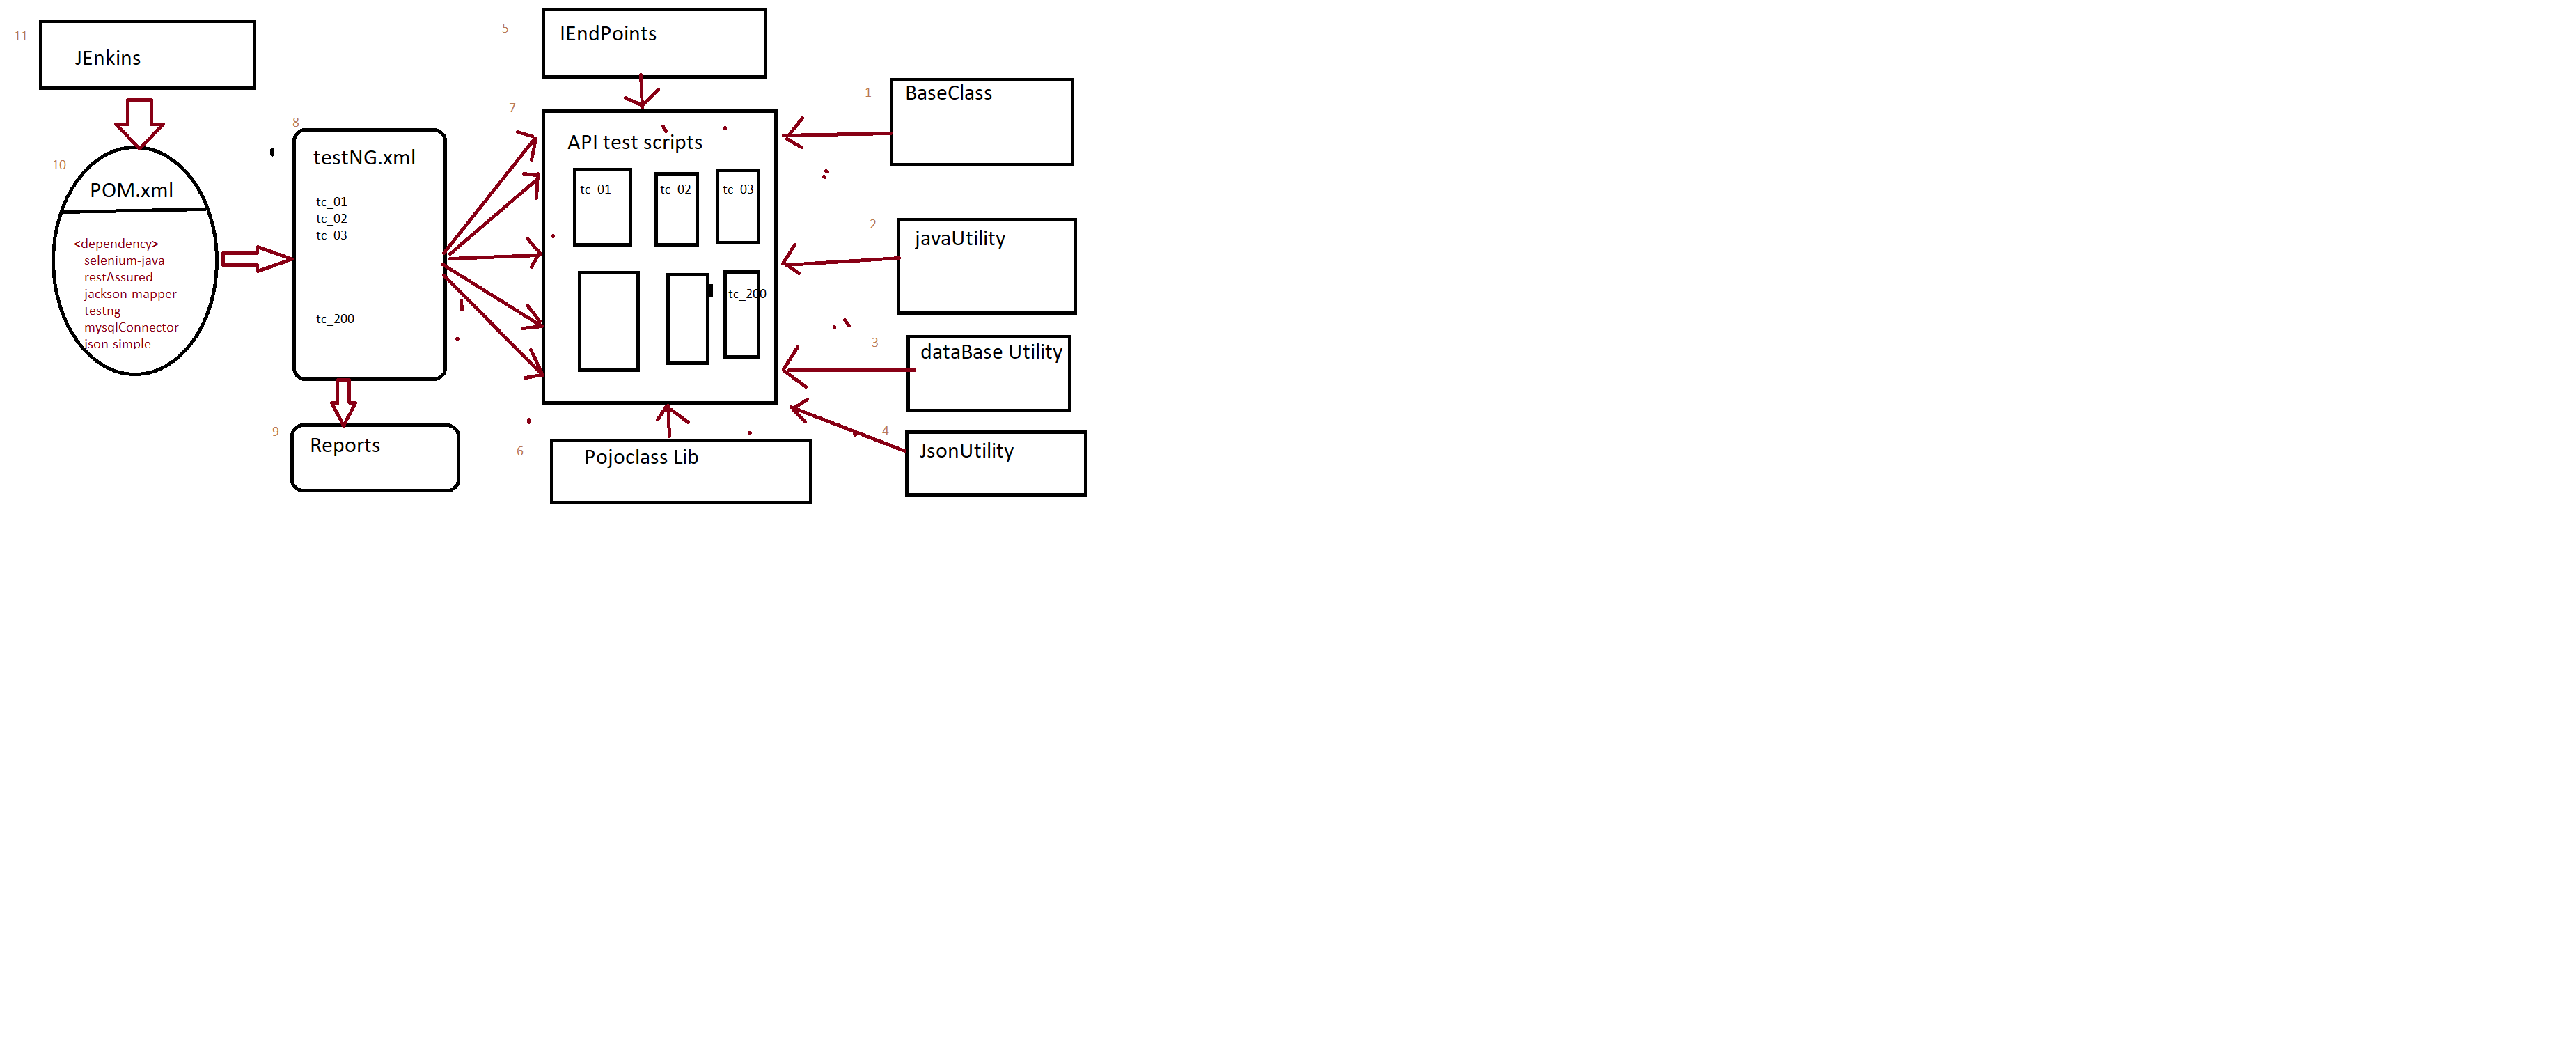 11
JEnkins
10
POM.xml
<dependency>
selenium-java
restAssured
jackson-mapper
testng
mysqlConnector
json-simple
8
testNG.xml
tc_01
tc_02
tc_03
tc_200
9
Reports
5
IEndPoints
7
API test scripts
tc_01
tc_02
tc_03
tc_200
6
Pojoclass Lib
1
BaseClass
2
javaUtility
3
dataBase Utility
4
JsonUtility